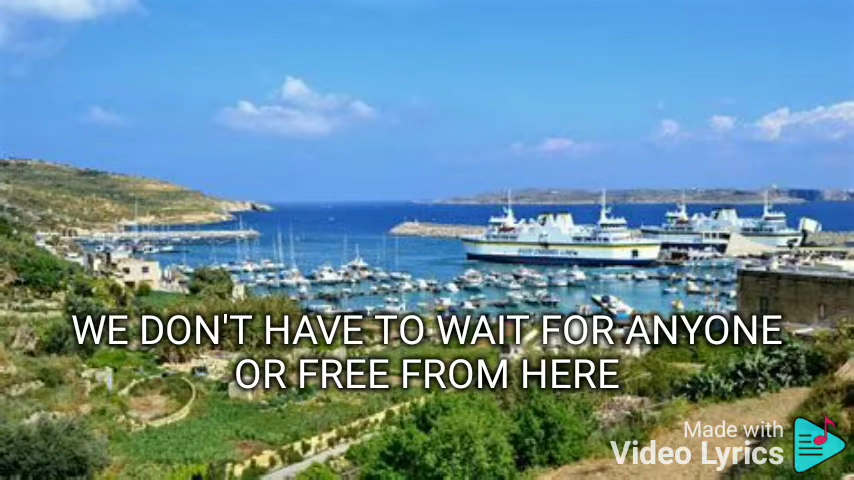 WE DON'T HAVE TO WAIT FOR ANYONE
OR FREE FROM HERE
Made with
Video Lyrics